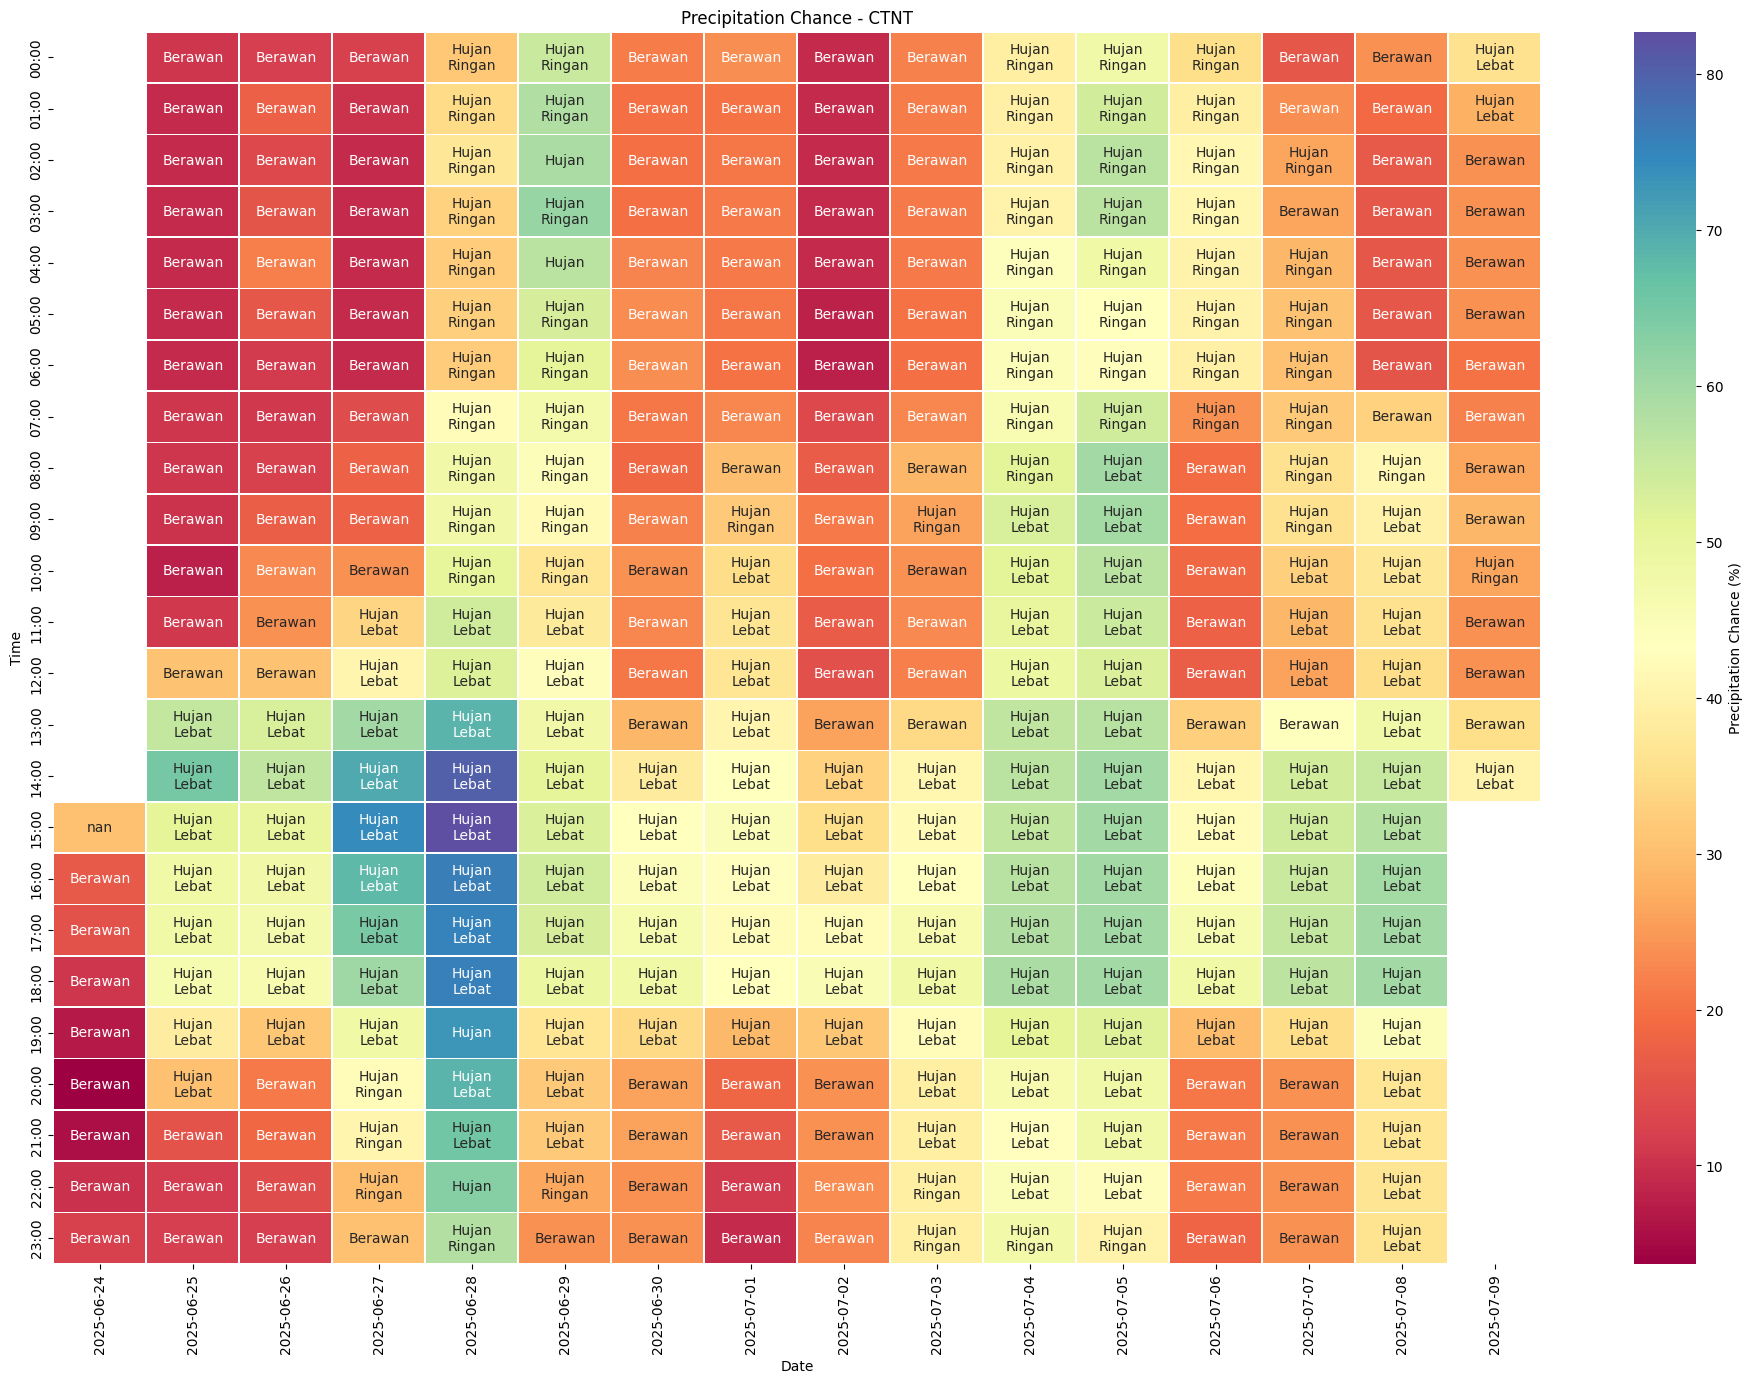 Precipitation Chance - CTNT
00:00 Berawan Berawan Berawan Hujan Ringan Hujan Ringan Berawan Berawan Berawan Berawan Hujan Ringan Hujan Ringan Hujan Ringan Berawan Berawan Hujan Lebat
01:00 Berawan Berawan Berawan Hujan Ringan Hujan Ringan Berawan Berawan Berawan Berawan Hujan Ringan Hujan Ringan Hujan Ringan Berawan Berawan Hujan Lebat
02:00 Berawan Berawan Berawan Hujan Ringan Hujan Berawan Berawan Berawan Berawan Hujan Ringan Hujan Ringan Hujan Ringan Hujan Ringan Berawan Berawan
03:00 Berawan Berawan Berawan Hujan Ringan Hujan Ringan Berawan Berawan Berawan Berawan Hujan Ringan Hujan Ringan Hujan Ringan Berawan Berawan Berawan
04:00 Berawan Berawan Berawan Hujan Ringan Hujan Berawan Berawan Berawan Berawan Hujan Ringan Hujan Ringan Hujan Ringan Hujan Ringan Berawan Berawan
05:00 Berawan Berawan Berawan Hujan Ringan Hujan Ringan Berawan Berawan Berawan Berawan Hujan Ringan Hujan Ringan Hujan Ringan Hujan Ringan Berawan Berawan
06:00 Berawan Berawan Berawan Hujan Ringan Hujan Ringan Berawan Berawan Berawan Berawan Hujan Ringan Hujan Ringan Hujan Ringan Hujan Ringan Berawan Berawan
07:00 Berawan Berawan Berawan Hujan Ringan Hujan Ringan Berawan Berawan Berawan Berawan Hujan Ringan Hujan Ringan Hujan Ringan Hujan Ringan Berawan Berawan
08:00 Berawan Berawan Berawan Hujan Ringan Hujan Ringan Berawan Berawan Berawan Berawan Hujan Ringan Hujan Lebat Berawan Hujan Ringan Hujan Ringan Berawan
09:00 Berawan Berawan Berawan Hujan Ringan Hujan Ringan Berawan Hujan Ringan Berawan Hujan Ringan Hujan Lebat Hujan Lebat Berawan Hujan Ringan Hujan Lebat Berawan
10:00 Berawan Berawan Berawan Hujan Ringan Hujan Ringan Berawan Hujan Lebat Berawan Berawan Hujan Lebat Hujan Lebat Berawan Hujan Lebat Hujan Lebat Hujan Ringan
11:00 Berawan Berawan Hujan Lebat Hujan Lebat Hujan Lebat Berawan Hujan Lebat Berawan Berawan Hujan Lebat Hujan Lebat Berawan Hujan Lebat Hujan Lebat Berawan
12:00 Berawan Berawan Hujan Lebat Hujan Lebat Hujan Lebat Berawan Hujan Lebat Berawan Berawan Hujan Lebat Hujan Lebat Berawan Hujan Lebat Hujan Lebat Berawan
13:00 Hujan Lebat Hujan Lebat Hujan Lebat Hujan Lebat Hujan Lebat Berawan Hujan Lebat Berawan Berawan Hujan Lebat Hujan Lebat Berawan Berawan Hujan Lebat Berawan
14:00 Hujan Lebat Hujan Lebat Hujan Lebat Hujan Lebat Hujan Lebat Hujan Lebat Hujan Lebat Hujan Lebat Hujan Lebat Hujan Lebat Hujan Lebat Hujan Lebat Hujan Lebat Hujan Lebat Hujan Lebat
15:00 nan Hujan Lebat Hujan Lebat Hujan Lebat Hujan Lebat Hujan Lebat Hujan Lebat Hujan Lebat Hujan Lebat Hujan Lebat Hujan Lebat Hujan Lebat Hujan Lebat Hujan Lebat Hujan Lebat
16:00 Berawan Hujan Lebat Hujan Lebat Hujan Lebat Hujan Lebat Hujan Lebat Hujan Lebat Hujan Lebat Hujan Lebat Hujan Lebat Hujan Lebat Hujan Lebat Hujan Lebat Hujan Lebat Hujan Lebat
17:00 Berawan Hujan Lebat Hujan Lebat Hujan Lebat Hujan Lebat Hujan Lebat Hujan Lebat Hujan Lebat Hujan Lebat Hujan Lebat Hujan Lebat Hujan Lebat Hujan Lebat Hujan Lebat Hujan Lebat
18:00 Berawan Hujan Lebat Hujan Lebat Hujan Lebat Hujan Lebat Hujan Lebat Hujan Lebat Hujan Lebat Hujan Lebat Hujan Lebat Hujan Lebat Hujan Lebat Hujan Lebat Hujan Lebat Hujan Lebat
19:00 Berawan Hujan Lebat Hujan Lebat Hujan Lebat Hujan Hujan Lebat Hujan Lebat Hujan Lebat Hujan Lebat Hujan Lebat Hujan Lebat Hujan Lebat Hujan Lebat Hujan Lebat Hujan Lebat
20:00 Berawan Hujan Lebat Berawan Hujan Ringan Hujan Lebat Hujan Lebat Berawan Berawan Berawan Hujan Lebat Hujan Lebat Hujan Lebat Berawan Berawan Hujan Lebat
21:00 Berawan Berawan Berawan Hujan Ringan Hujan Lebat Hujan Lebat Berawan Berawan Berawan Hujan Lebat Hujan Lebat Hujan Lebat Berawan Berawan Hujan Lebat
22:00 Berawan Berawan Berawan Hujan Ringan Hujan Hujan Ringan Berawan Berawan Berawan Hujan Ringan Hujan Lebat Hujan Lebat Berawan Berawan Hujan Lebat
23:00 Berawan Berawan Berawan Berawan Hujan Ringan Berawan Berawan Berawan Berawan Hujan Ringan Hujan Ringan Hujan Ringan Berawan Berawan Hujan Lebat
Time
2025-06-24 2025-06-25 2025-06-26 2025-06-27 2025-06-28 2025-06-29 2025-06-30 2025-07-01 2025-07-02 2025-07-03 2025-07-04 2025-07-05 2025-07-06 2025-07-07 2025-07-08 2025-07-09
Date
80
70
60
50
40
30
20
10
Precipitation Chance (%)